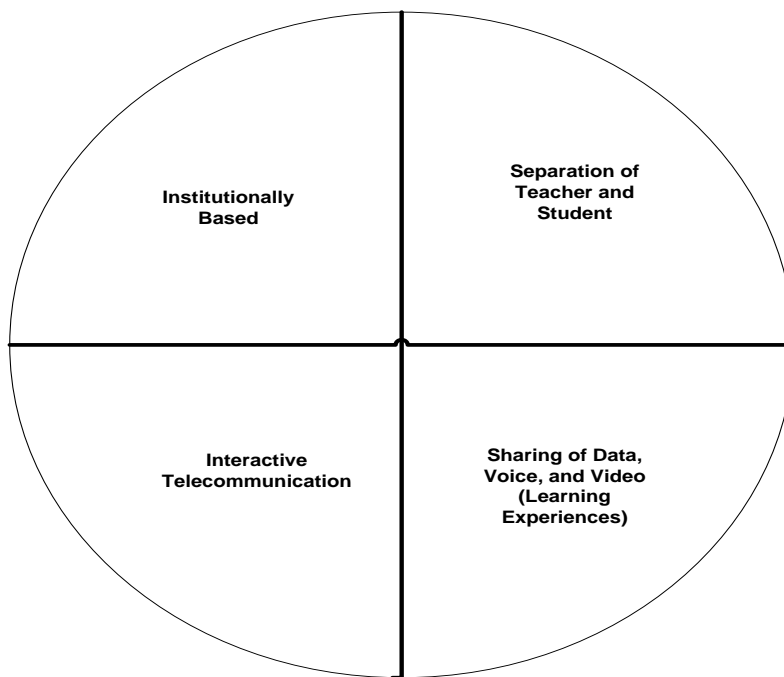 Institutionally
Based
Separation of
Teacher and
Student
Interactive
Telecommunication
Sharing of Data,
Voice, and Video
(Learning
Experiences)